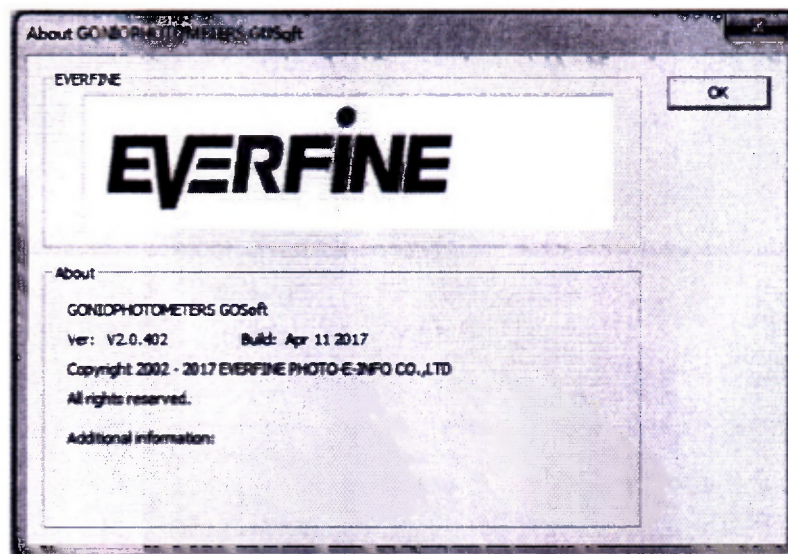 About GONIOPHOTOMETERS GOSoft
EVERFINE
OK
EVERFINE
About
GONIOPHOTOMETERS GOSoft
Ver: V2.0.402 Build: Apr 11 2017
Copyright 2002 - 2017 EVERFINE PHOTO-E-INFO CO.,LTD
All rights reserved.
Additional information: